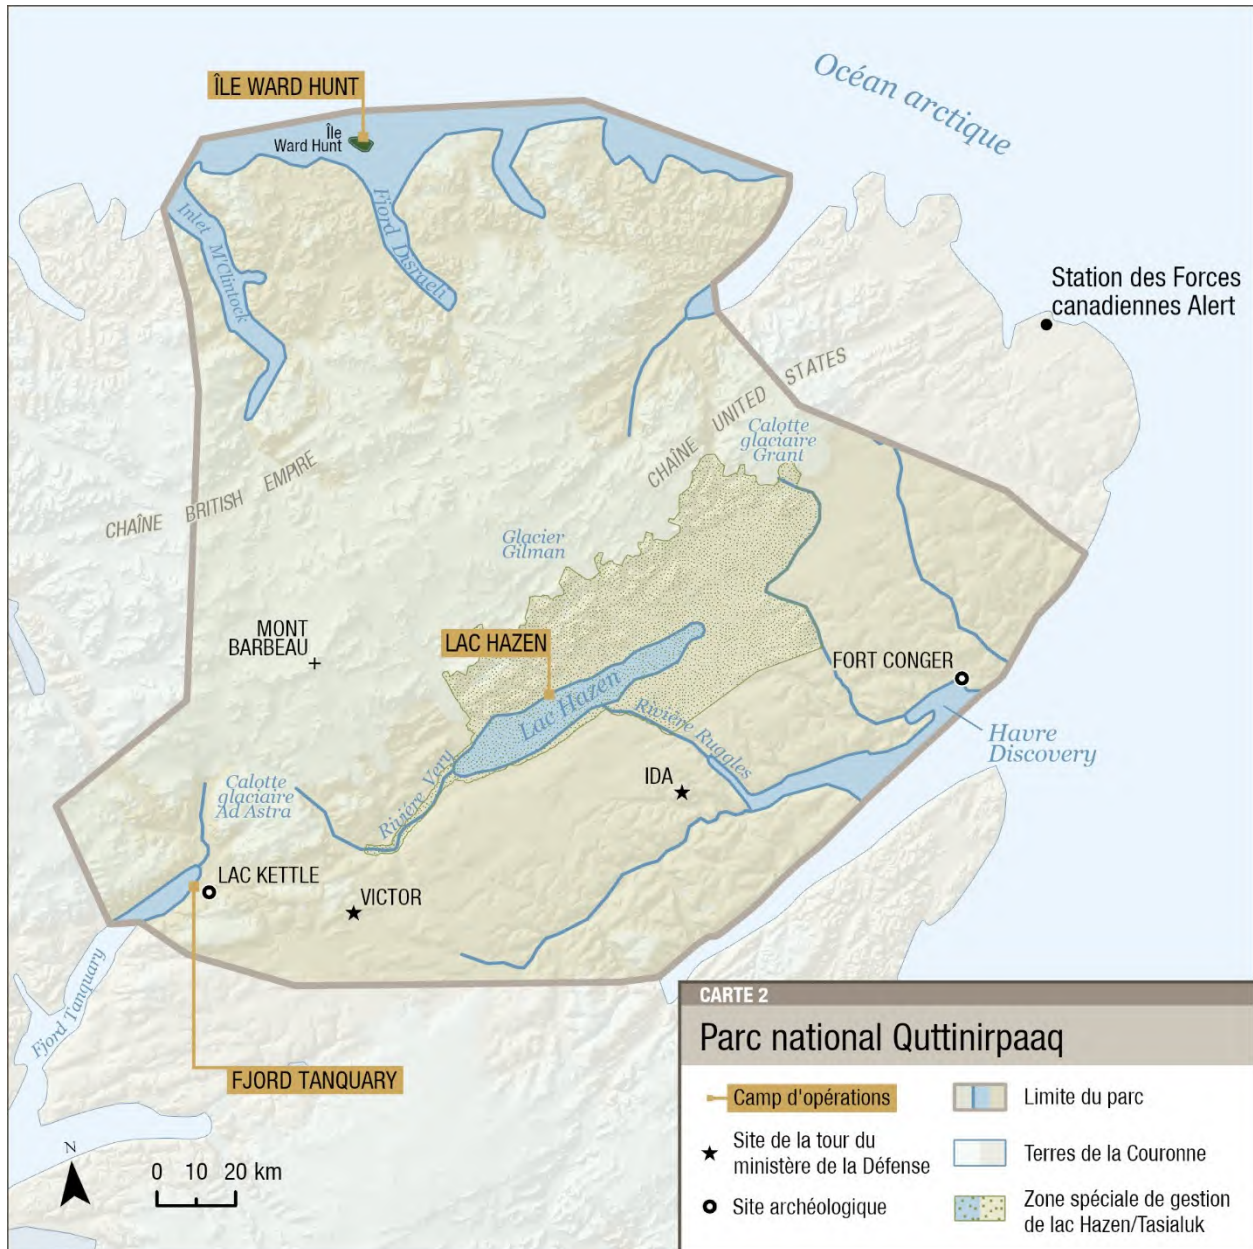 Océan arctique
ÎLE WARD HUNT
Île
Ward Hunt
Inlet M'Clintock
Fjord Disraeli
Station des Forces
canadiennes Alert
CHAÎNE UNITED STATES
Calotte
glaciaire
Grant
CHAÎNE BRITISH EMPIRE
Glacier
Gilman
MONT
BARBEAU
LAC HAZEN
Lac Hazen
FORT CONGER
Rivière Ruggles
Havre
Discovery
IDA
Rivière Very
Calotte
glaciaire
Ad Astra
LAC KETTLE
VICTOR
Fjord Tanquary
FJORD TANQUARY
N
0 10 20 km
CARTE 2
Parc national Quttinirpaaq
Camp d'opérations
Site de la tour du
ministère de la Défense
Site archéologique
Limite du parc
Terres de la Couronne
Zone spéciale de gestion
de lac Hazen/Tasialuk